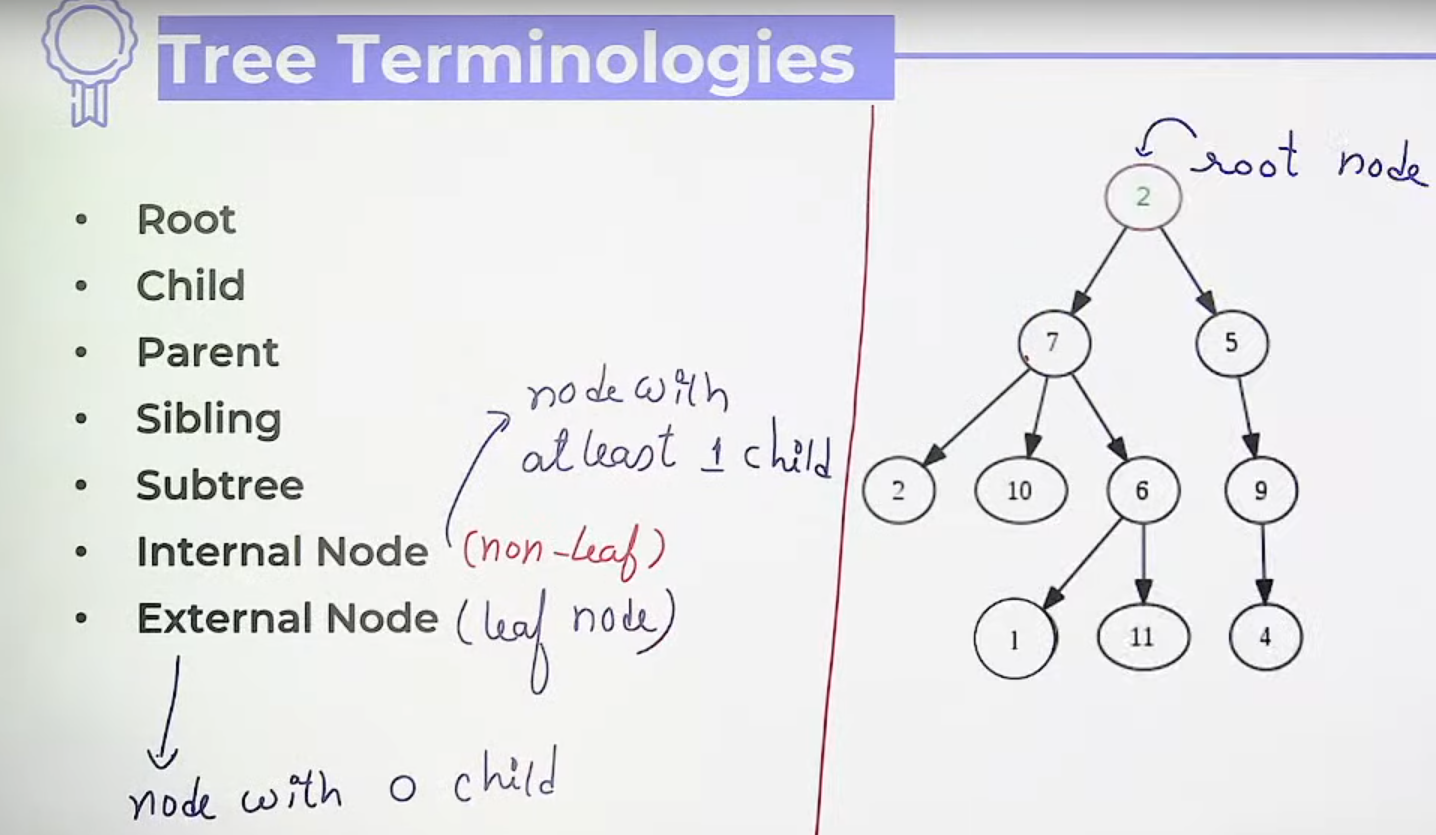 Tree Terminologies
root node
• Root
• Child
• Parent
• Sibling
• Subtree
node with
atleast 1 child
• Internal Node (non-leaf)
• External Node (leaf node)
node with 0 child
2
7 5
2 10 6 9
1 11 4